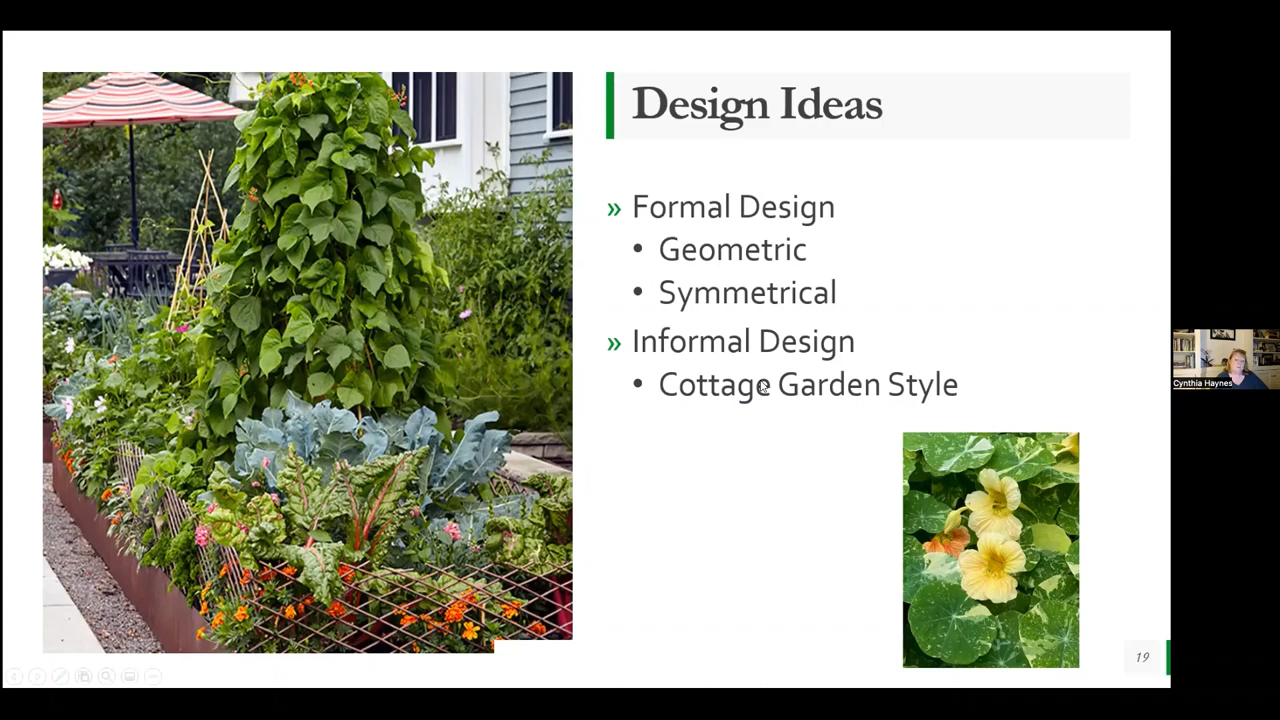 Design Ideas
» Formal Design
• Geometric
• Symmetrical
» Informal Design
• Cottage Garden Style
Cynthia Haynes
19